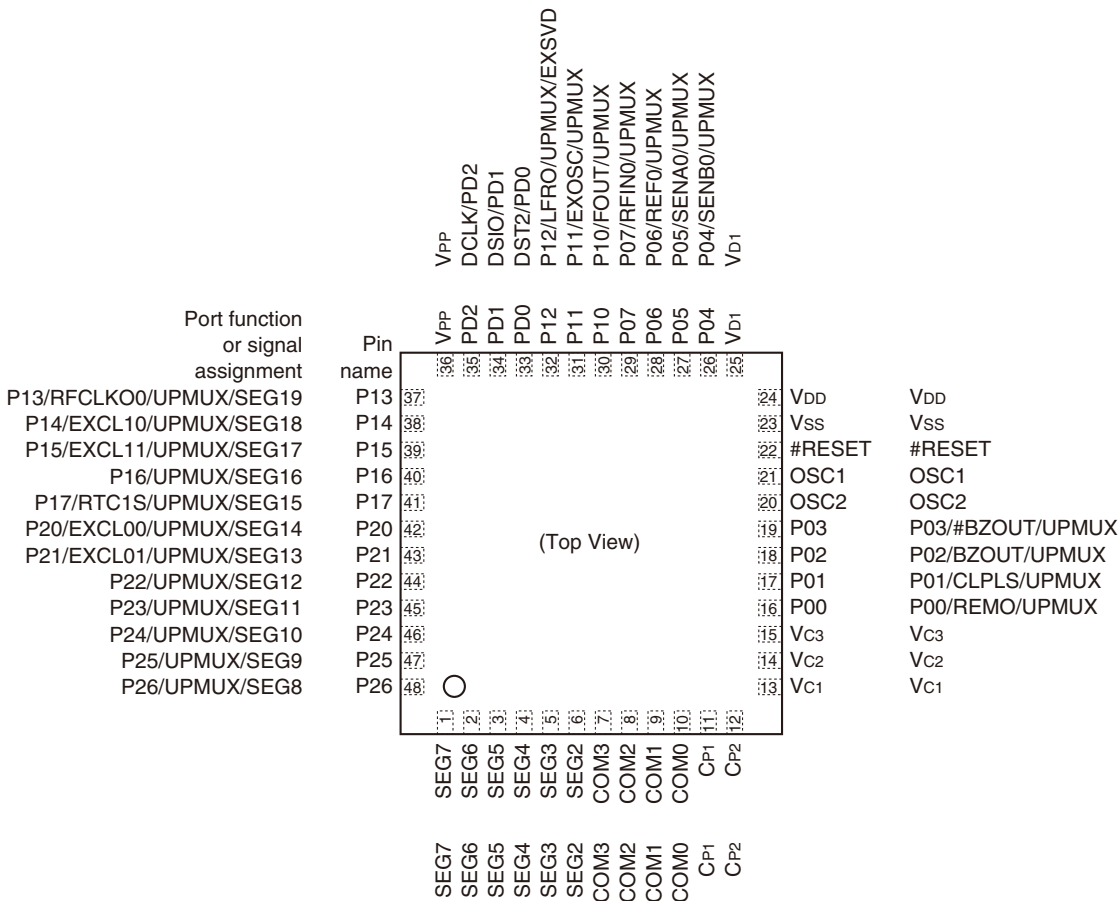 VPP
DCLK/PD2
DSIO/PD1
DST2/PD0
P12/LFRO/UPMUX/EXSVD
P11/EXOSC/UPMUX
P10/FOUT/UPMUX
P07/RFIN0/UPMUX
P06/REF0/UPMUX
P05/SENA0/UPMUX
P04/SENB0/UPMUX
VD1
VPP
PD2
PD1
PD0
P12
P11
P10
P07
P06
P05
P04
VD1
Port function
or signal
assignment
Pin
name
36
35
34
33
32
31
30
29
28
27
26
25
P13/RFCLKO0/UPMUX/SEG19 P13 37
P14/EXCL10/UPMUX/SEG18 P14 38
P15/EXCL11/UPMUX/SEG17 P15 39
P16/UPMUX/SEG16 P16 40
P17/RTC1S/UPMUX/SEG15 P17 41
P20/EXCL00/UPMUX/SEG14 P20 42
P21/EXCL01/UPMUX/SEG13 P21 43
P22/UPMUX/SEG12 P22 44
P23/UPMUX/SEG11 P23 45
P24/UPMUX/SEG10 P24 46
P25/UPMUX/SEG9 P25 47
P26/UPMUX/SEG8 P26 48
(Top View)
24 VDD VDD
23 VSS VSS
22 #RESET #RESET
21 OSC1 OSC1
20 OSC2 OSC2
19 P03 P03/#BZOUT/UPMUX
18 P02 P02/BZOUT/UPMUX
17 P01 P01/CLPLS/UPMUX
16 P00 P00/REMO/UPMUX
15 VC3 VC3
14 VC2 VC2
13 VC1 VC1
1
2
3
4
5
6
7
8
9
10
11
12
SEG7
SEG6
SEG5
SEG4
SEG3
SEG2
COM3
COM2
COM1
COM0
CP1
CP2
SEG7
SEG6
SEG5
SEG4
SEG3
SEG2
COM3
COM2
COM1
COM0
CP1
CP2